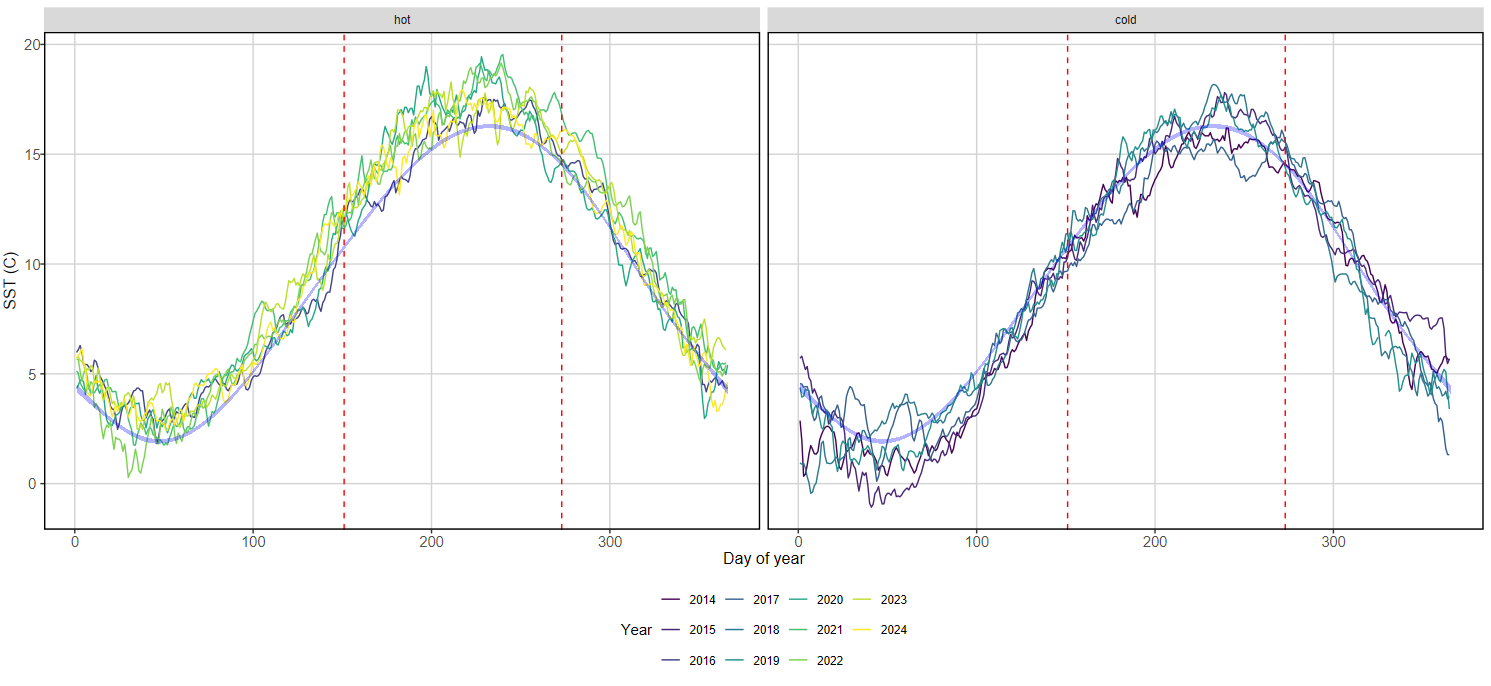 hot
cold
20
15
10
5
0
SST (C)
0 100 200 300
0 100 200 300
Day of year
Year
2014 2017 2020 2023
2015 2018 2021 2024
2016 2019 2022